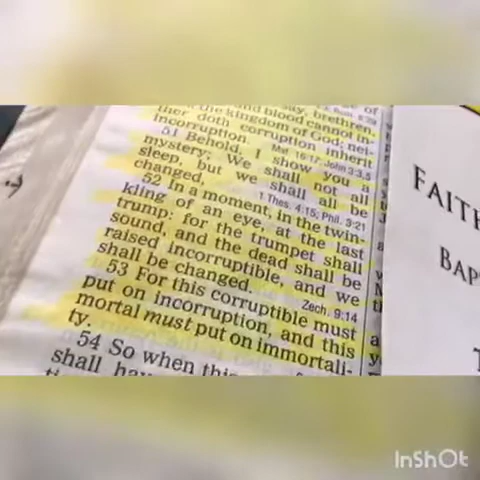 say, brethren,
and blood cannot in-
the kingdom of God; nei-
ther doth corruption inherit
incorruption. Mat. 16:17; John 3:3,5
51 Behold, I show you a
mystery; We shall not all
sleep, but we shall all be
changed, 1 Thes. 4:15; Phil. 3:21
52 In a moment, in the twin-
kling of an eye, at the last
trump: for the trumpet shall
sound, and the dead shall be
raised incorruptible, and we
shall be changed. Zech. 9:14
53 For this corruptible must
put on incorruption, and this
mortal must put on immortali-
ty.
54 So when this
shall hav
FAITH
BAP
InShOt